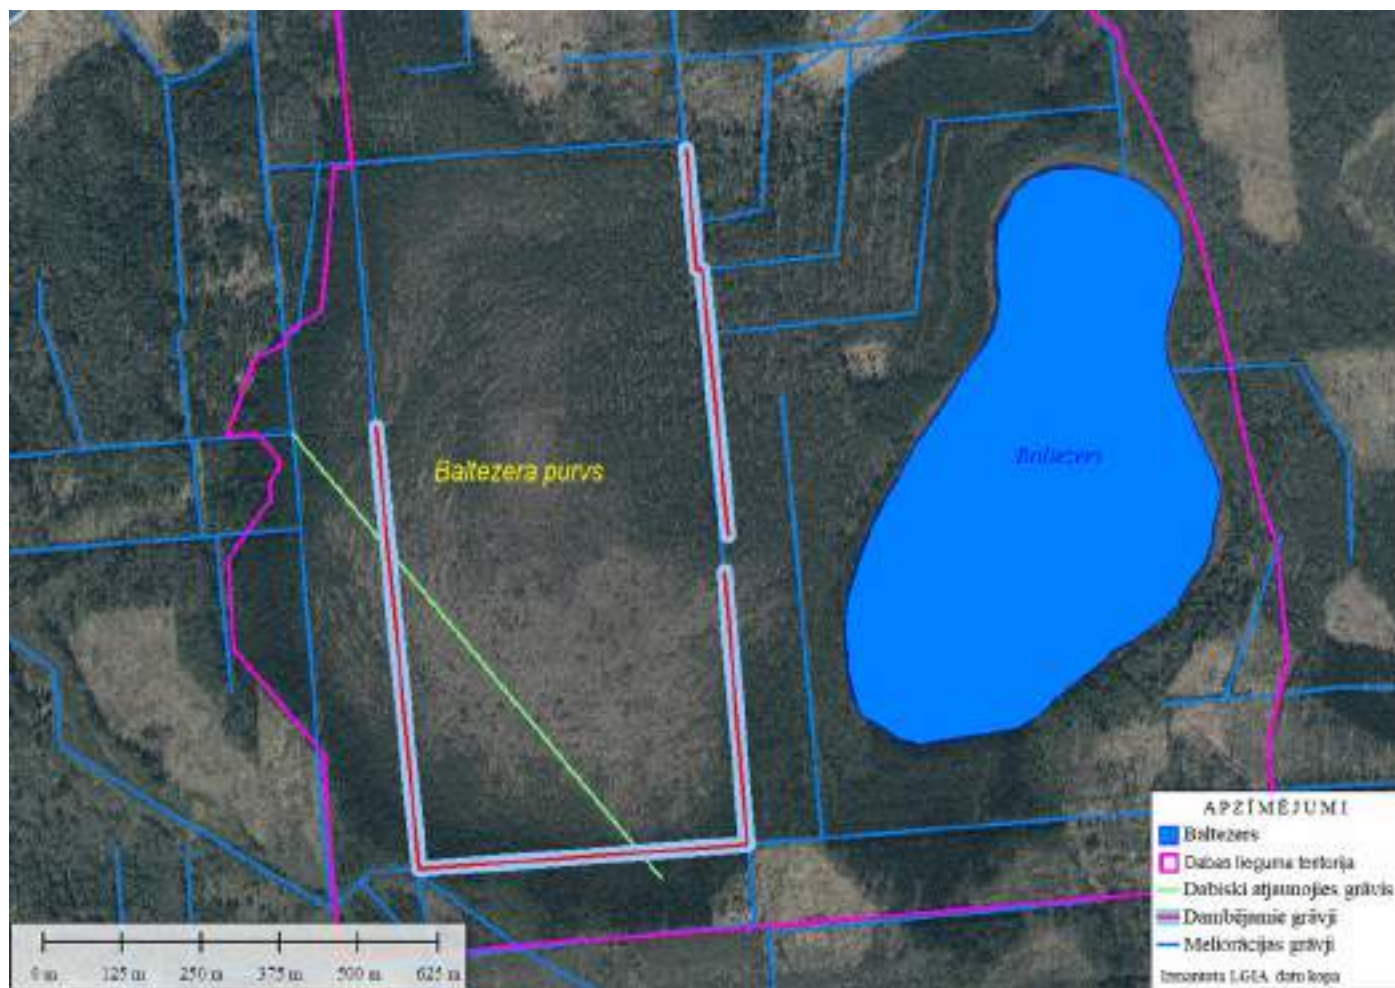 Baltezera purvs
Baltezers
APZĪMĒJUMI
Baltezers
Dabas lieguma teritorija
Dabiski atjaunojies grāvis
Dambējamie grāvji
Meliorācijas grāvji
Izmantota LGIA datu kopa
0 m 125 m 250 m 375 m 500 m 625 m